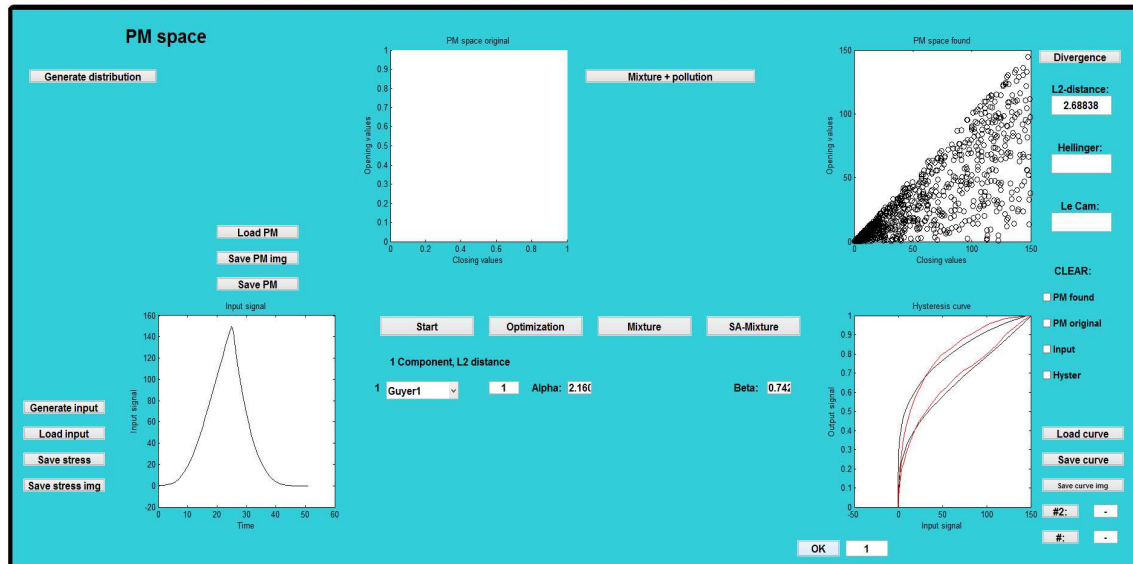 PM space
Generate distribution
Load PM
Save PM img
Save PM
PM space original
1
0.9
0.8
0.7
0.6
0.5
0.4
0.3
0.2
0.1
0
Opening values
0 0.2 0.4 0.6 0.8 1
Closing values
Mixture + pollution
PM space found
150
100
50
0
Opening values
0 50 100 150
Closing values
Divergence
L2-distance:
2.68838
Hellinger:
Le Cam:
CLEAR:
PM found
PM original
Input
Hyster
Generate input
Load input
Save stress
Save stress img
Input signal
160
140
120
100
80
60
40
20
0
-20
Input signal
0 10 20 30 40 50 60
Time
Start Optimization Mixture SA-Mixture
1 Component, L2 distance
1 Guyer1 1 Alpha: 2.160 Beta: 0.742
Hysteresis curve
1
0.9
0.8
0.7
0.6
0.5
0.4
0.3
0.2
0.1
0
Output signal
-50 0 50 100 150
Input signal
Load curve
Save curve
Save curve img
#2: -
#: -
OK 1